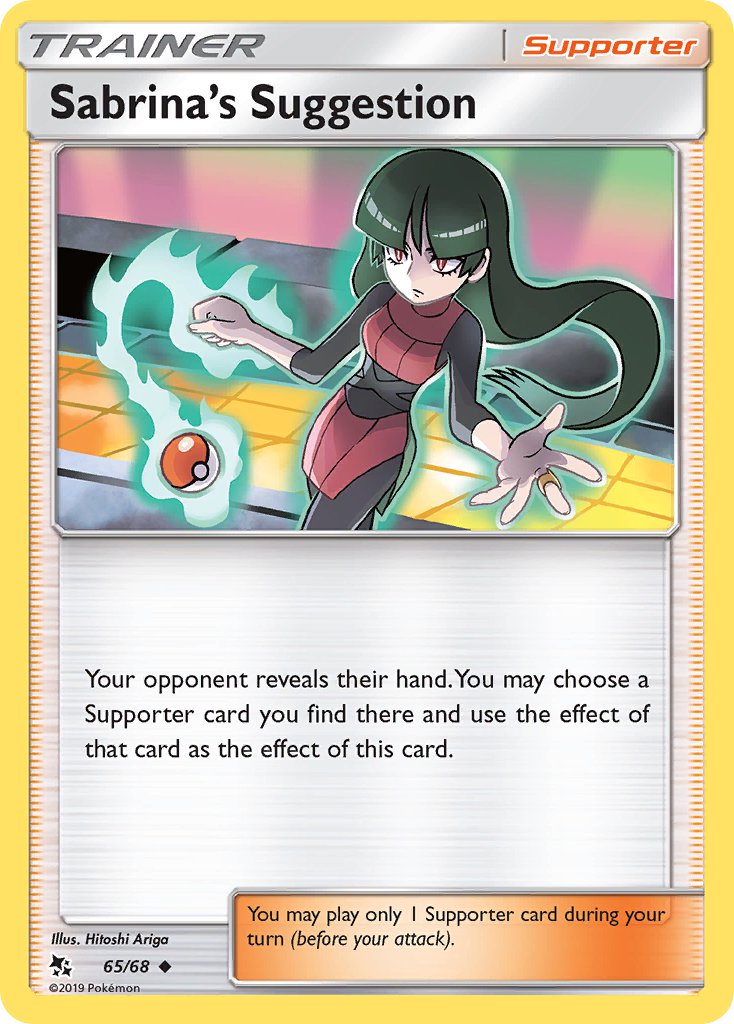 TRAINER
Supporter
Sabrina's Suggestion
Your opponent reveals their hand.You may choose a
Supporter card you find there and use the effect of
that card as the effect of this card.
You may play only 1 Supporter card during your
turn (before your attack).
Illus. Hitoshi Ariga
65/68
©2019 Pokémon